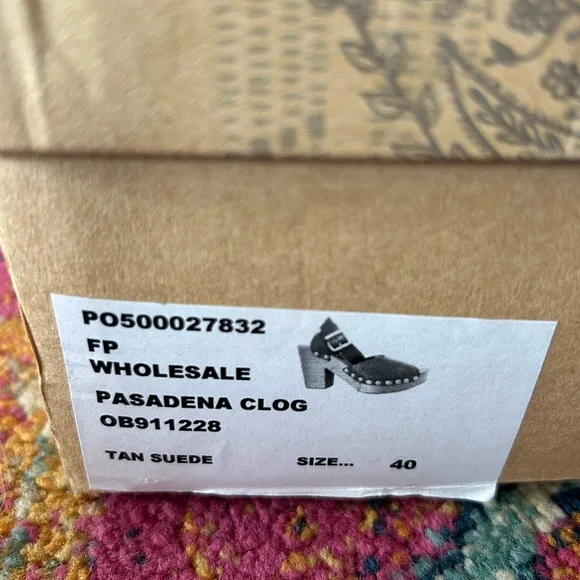 PO500027832
FP
WHOLESALE
PASADENA CLOG
OB911228
TAN SUEDE SIZE... 40